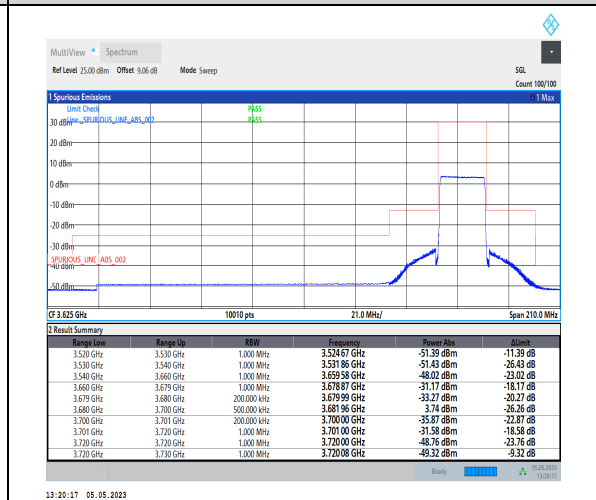 MultiView Spectrum
Ref Level 25.00 dBm Offset 9.06 dB Mode Sweep SGL
Count 100/100
1 Spurious Emissions 1 Max
Limit Check PASS
30 dBm Line _SPURIOUS_LINE_ABS_002 PASS
20 dBm
10 dBm
0 dBm
-10 dBm
-20 dBm
-30 dBm
_SPURIOUS_LINE_ABS_002
-40 dBm
-50 dBm
CF 3.625 GHz 10010 pts 21.0 MHz/ Span 210.0 MHz
2 Result Summary
Range Low Range Up RBW Frequency Power Abs ΔLimit
3.520 GHz 3.530 GHz 1.000 MHz 3.52467 GHz -51.39 dBm -11.39 dB
3.530 GHz 3.540 GHz 1.000 MHz 3.53186 GHz -51.43 dBm -26.43 dB
3.540 GHz 3.660 GHz 1.000 MHz 3.65958 GHz -48.02 dBm -23.02 dB
3.660 GHz 3.679 GHz 1.000 MHz 3.67887 GHz -31.17 dBm -18.17 dB
3.679 GHz 3.680 GHz 200.000 kHz 3.67999 GHz -33.27 dBm -20.27 dB
3.680 GHz 3.700 GHz 500.000 kHz 3.68196 GHz 3.74 dBm -26.26 dB
3.700 GHz 3.701 GHz 200.000 kHz 3.70000 GHz -35.87 dBm -22.87 dB
3.701 GHz 3.720 GHz 1.000 MHz 3.70100 GHz -31.58 dBm -18.58 dB
3.720 GHz 3.720 GHz 1.000 MHz 3.72000 GHz -48.76 dBm -23.76 dB
3.720 GHz 3.730 GHz 1.000 MHz 3.72008 GHz -49.32 dBm -9.32 dB
Ready 05.05.2023
13:20:17
13:20:17 05.05.2023